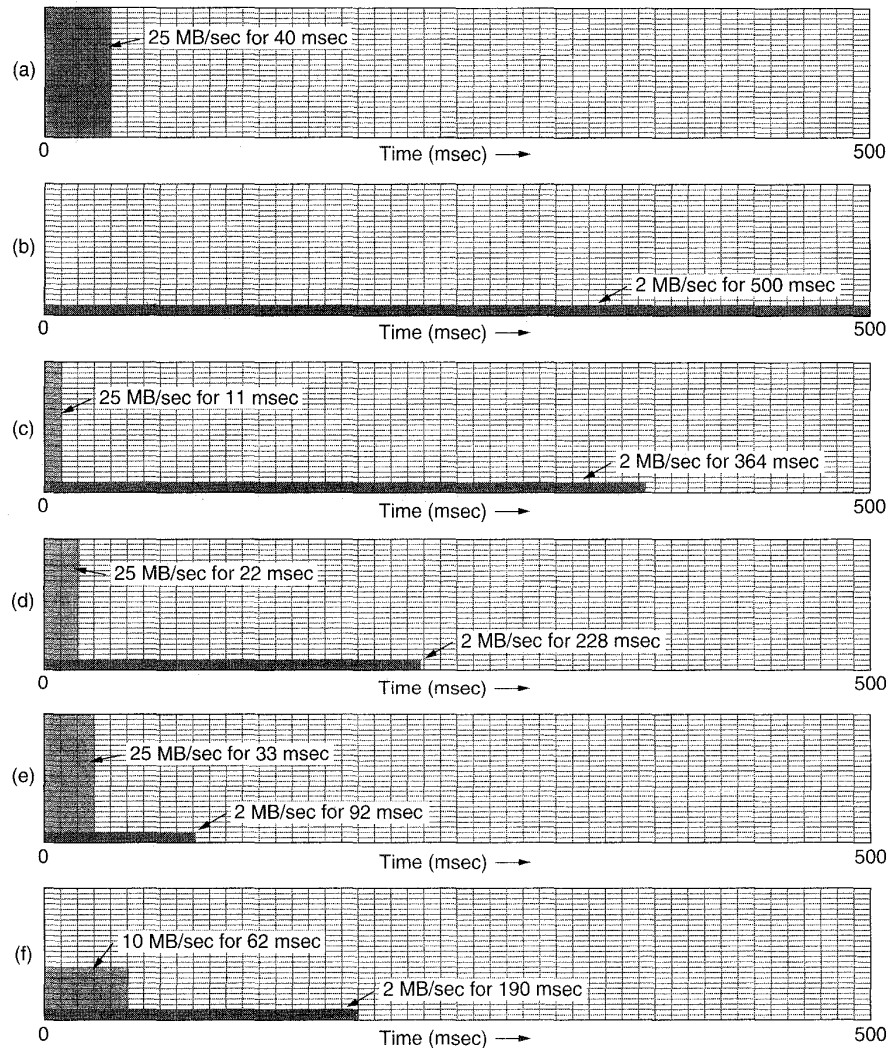 25 MB/sec for 40 msec
(a)
0
Time (msec)
500
(b)
2 MB/sec for 500 msec
0
Time (msec)
500
25 MB/sec for 11 msec
(c)
2 MB/sec for 364 msec
0
Time (msec)
500
25 MB/sec for 22 msec
(d)
2 MB/sec for 228 msec
0
Time (msec)
500
25 MB/sec for 33 msec
(e)
2 MB/sec for 92 msec
0
Time (msec)
500
10 MB/sec for 62 msec
(f)
2 MB/sec for 190 msec
0
Time (msec)
500